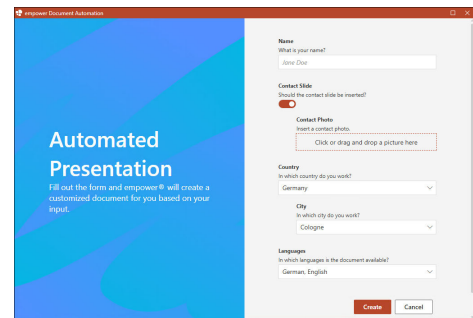 empower Document Automation
Automated
Presentation
Fill out the form and empower® will create a
customized document for you based on your
input.
Name
What is your name?
Jane Doe
Contact Slide
Should the contact slide be inserted?
Contact Photo
Insert a contact photo.
Click or drag and drop a picture here
Country
In which country do you work?
Germany
City
In which city do you work?
Cologne
Languages
In which languages is the document available?
German, English
Create Cancel